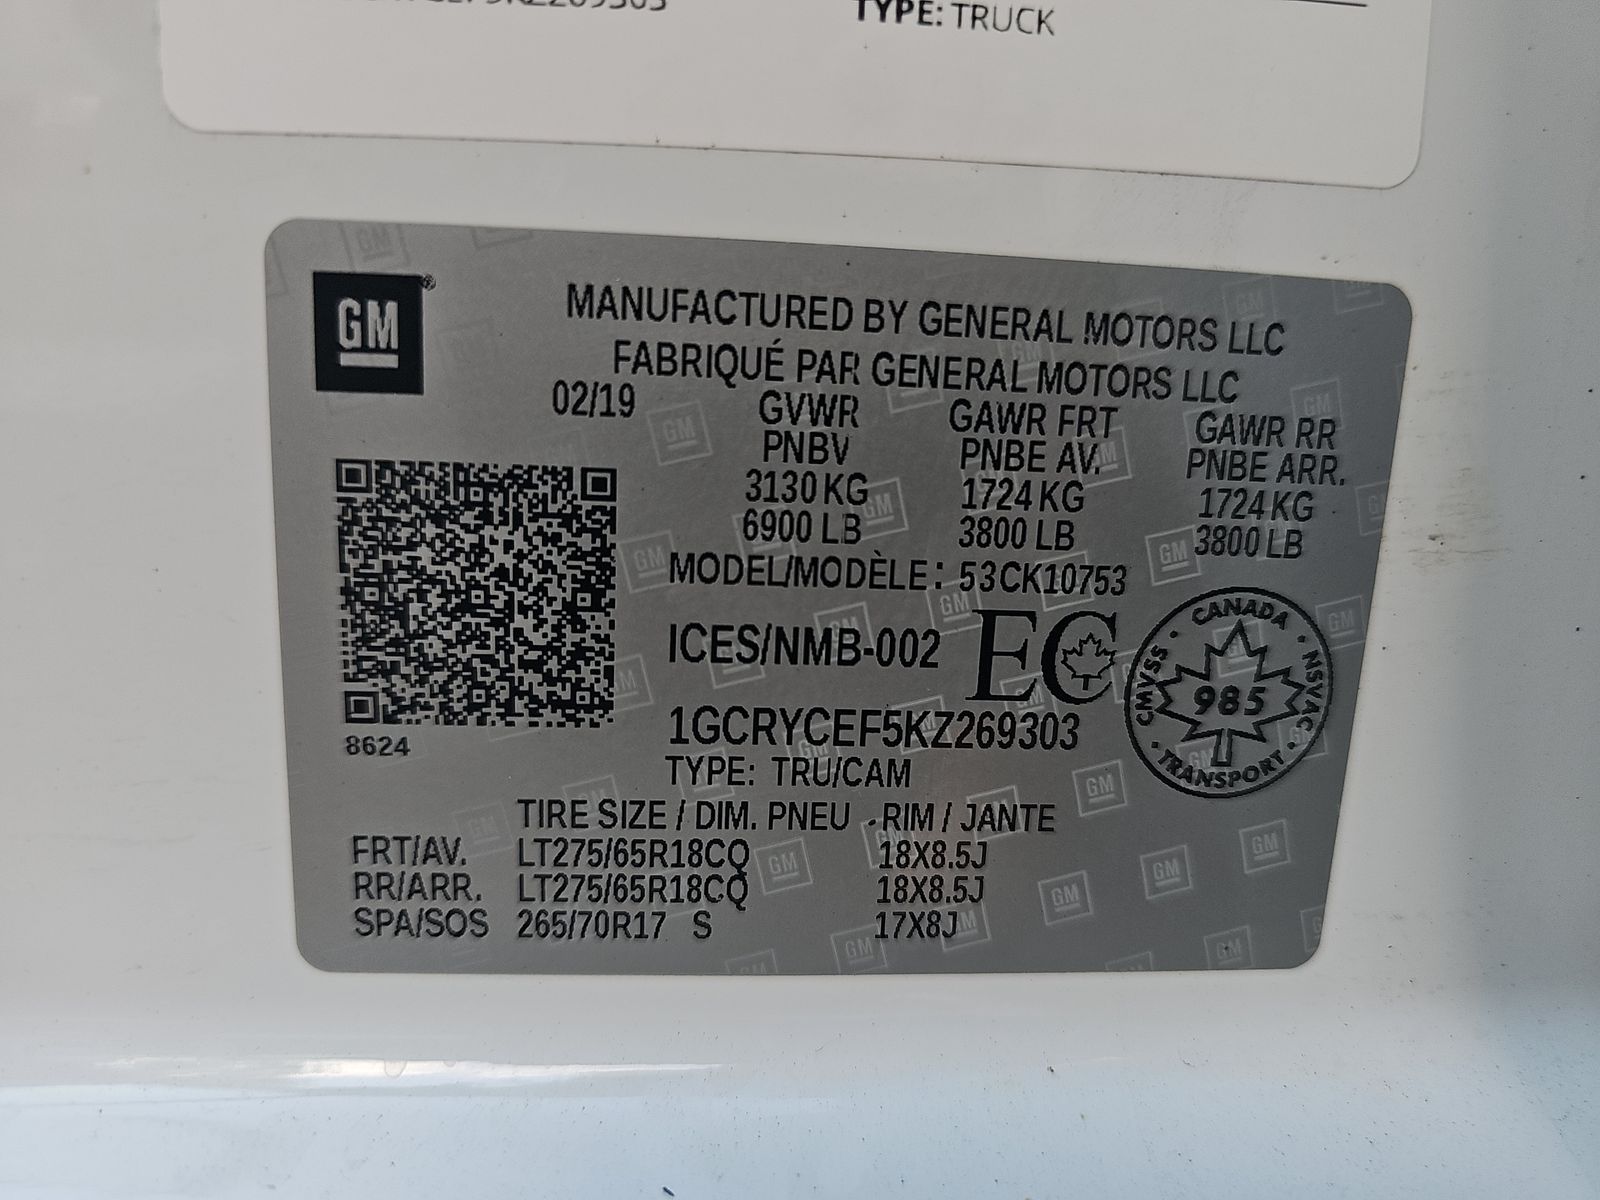 TYPE: TRUCK
GM
MANUFACTURED BY GENERAL MOTORS LLC
FABRIQUÉ PAR GENERAL MOTORS LLC
02/19 GVWR GAWR FRT GAWR RR
PNBV PNBE AV. PNBE ARR.
3130 KG 1724 KG 1724 KG
6900 LB 3800 LB 3800 LB
MODEL/MODÈLE: 53CK10753
ICES/NMB-002 EC
CANADA
CMVSS 985 NSVAC
TRANSPORT
1GCRYCEF5KZ269303
8624
TYPE: TRU/CAM
TIRE SIZE / DIM. PNEU - RIM / JANTE
FRT/AV. LT275/65R18CQ 18X8.5J
RR/ARR. LT275/65R18CQ 18X8.5J
SPA/SOS 265/70R17 S 17X8J